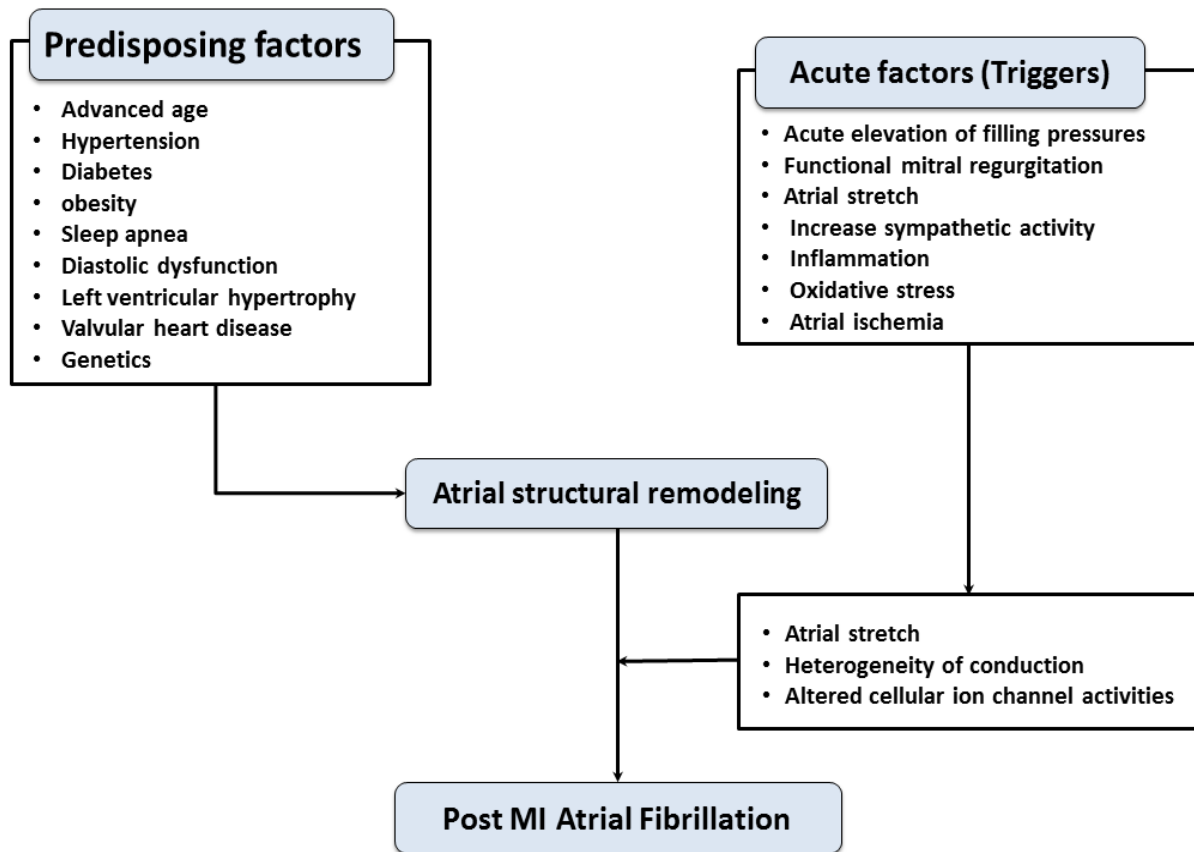 Predisposing factors
• Advanced age
• Hypertension
• Diabetes
• obesity
• Sleep apnea
• Diastolic dysfunction
• Left ventricular hypertrophy
• Valvular heart disease
• Genetics
Acute factors (Triggers)
• Acute elevation of filling pressures
• Functional mitral regurgitation
• Atrial stretch
• Increase sympathetic activity
• Inflammation
• Oxidative stress
• Atrial ischemia
Atrial structural remodeling
• Atrial stretch
• Heterogeneity of conduction
• Altered cellular ion channel activities
Post MI Atrial Fibrillation